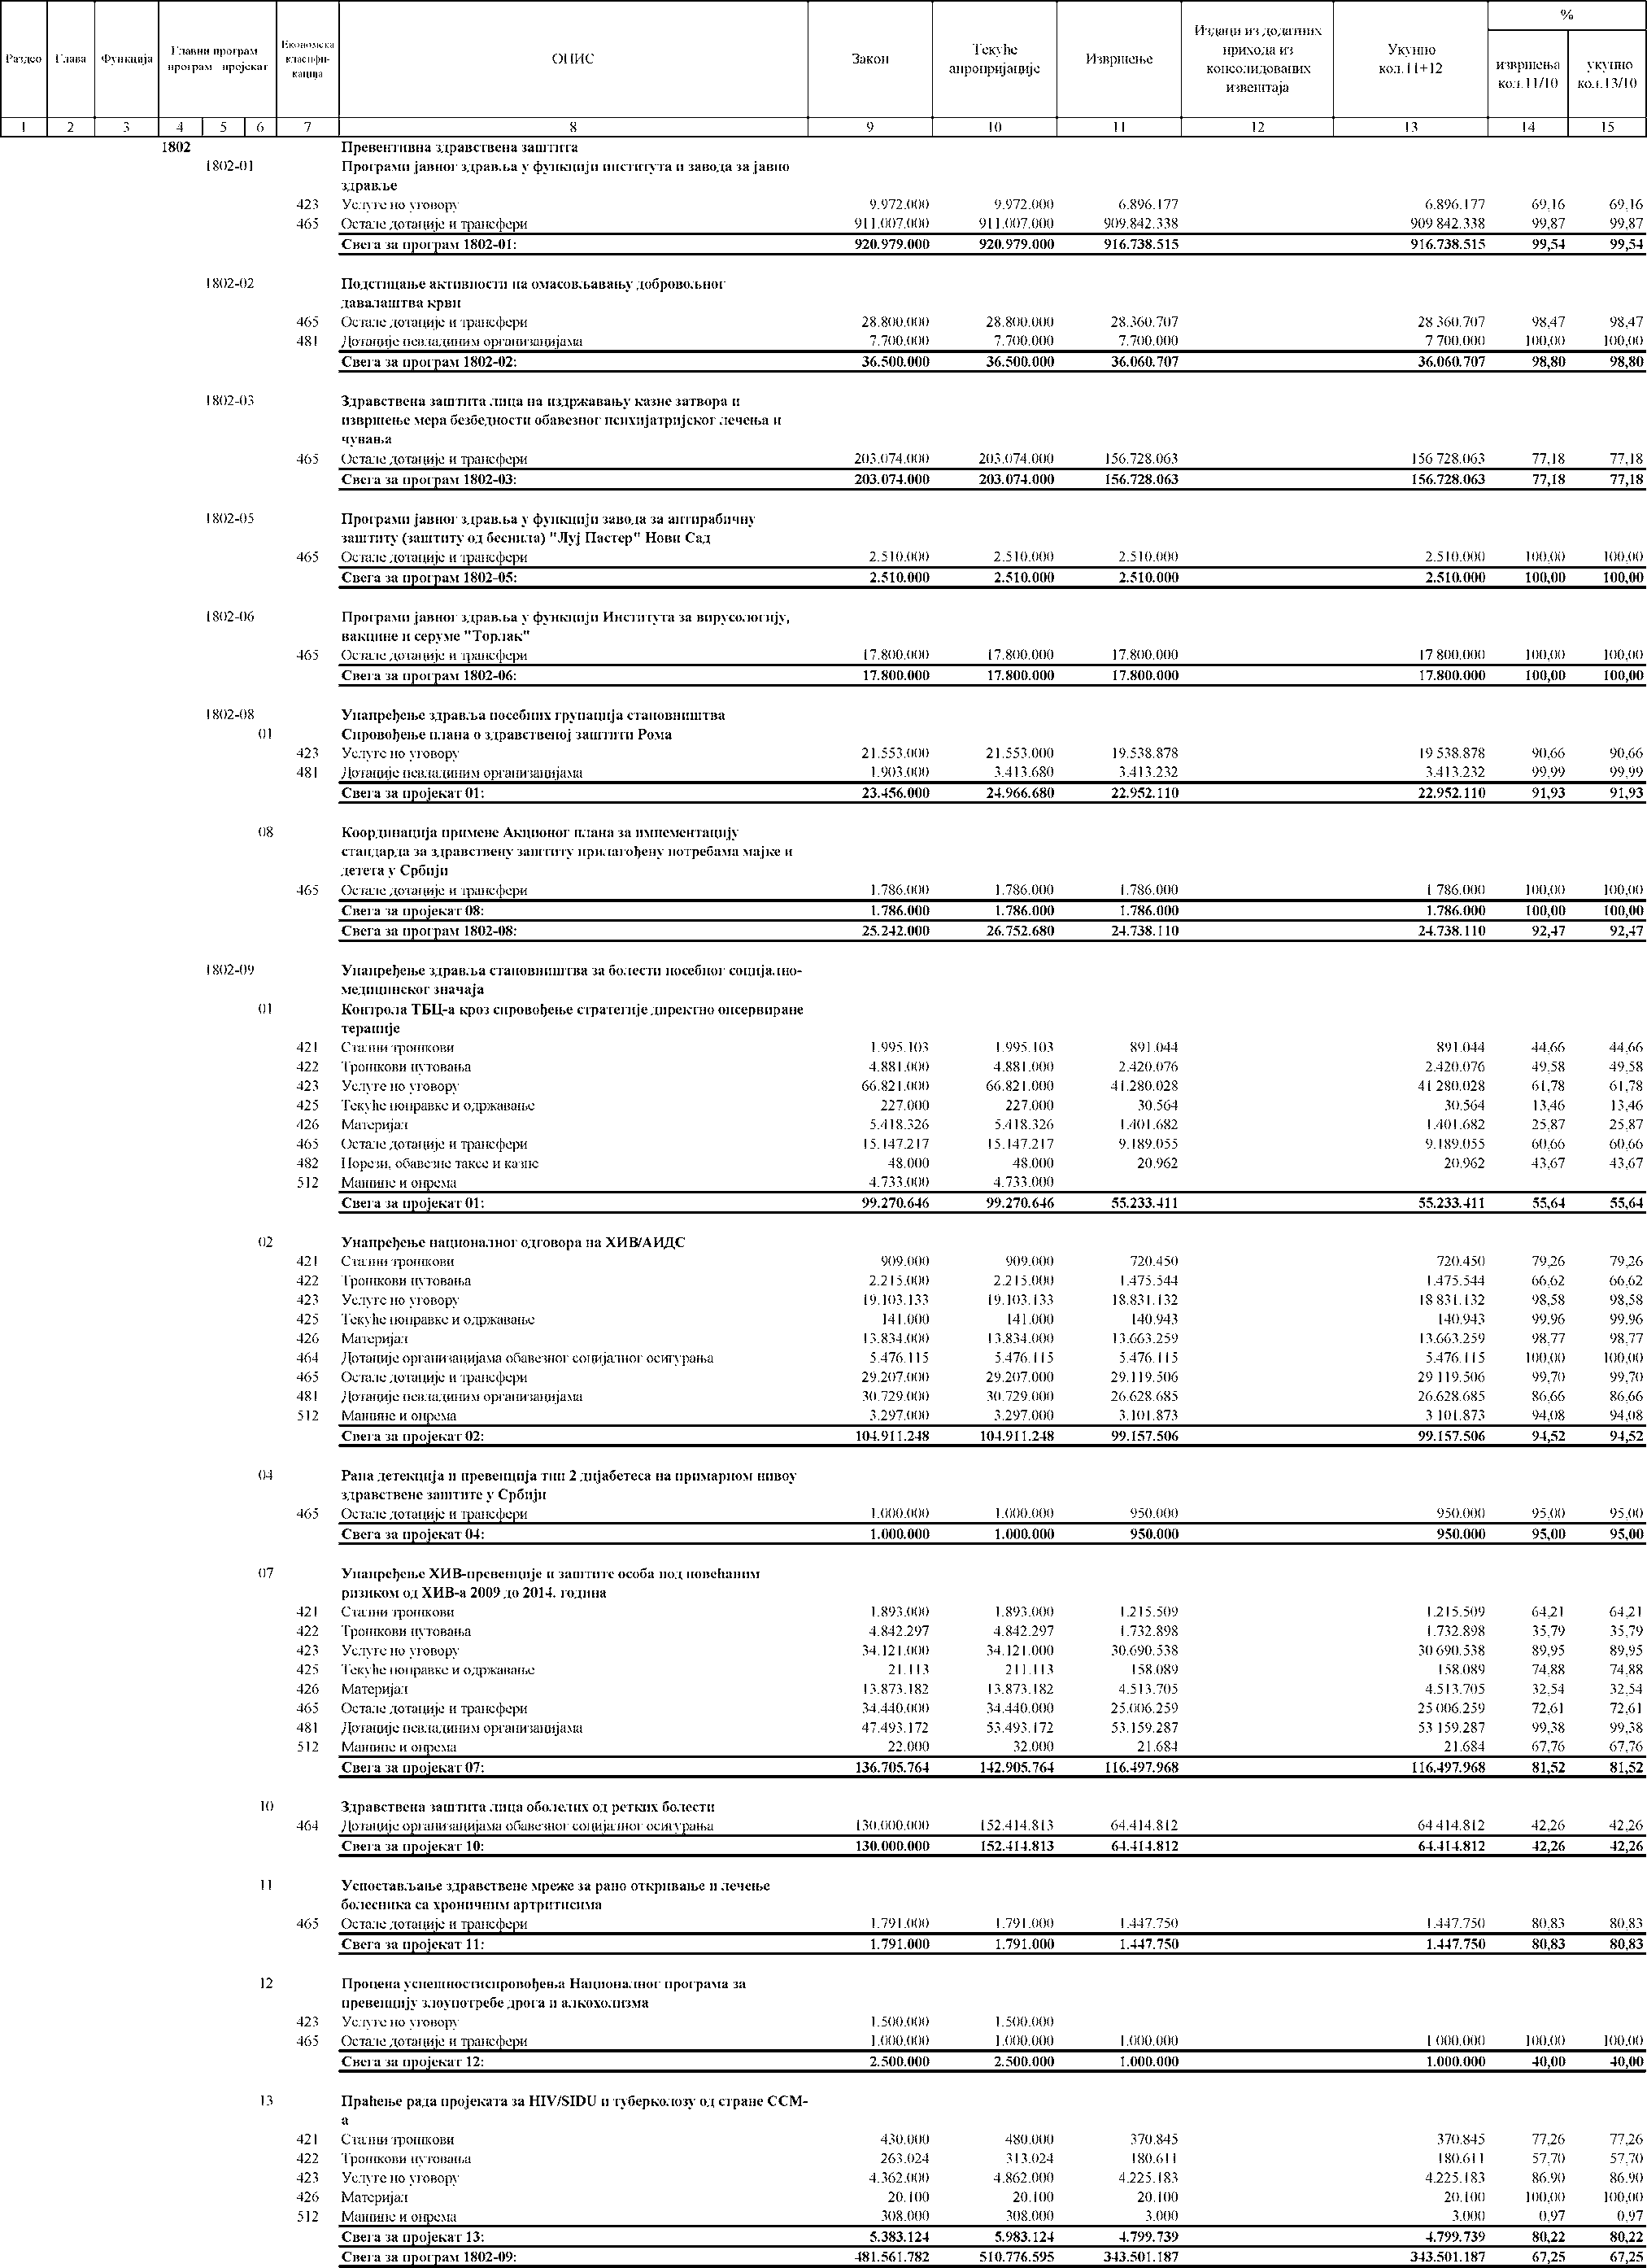 Раздео Глава Функција Главни програм програм пројекат Економска класифи-кација ОПИС Закон Текуће апропријације Извршење Издаци из додатних прихода из консолидованих извештаја Укупно кол.11+12 % извршења кол.11/10 укупно кол.13/10
1 2 3 4 5 6 7 8 9 10 11 12 13 14 15
1802 Превентивна здравствена заштита
1802-01 Програми јавног здравља у функцији института и завода за јавно
здравље
423 Услуге по уговору 9.972.000 9.972.000 6.896.177 6.896.177 69,16 69,16
465 Остале дотације и трансфери 911.007.000 911.007.000 909.842.338 909.842.338 99,87 99,87
Свега за програм 1802-01: 920.979.000 920.979.000 916.738.515 916.738.515 99,54 99,54
1802-02 Подстицање активности на омасовљавању добровољног
давалаштва крви
465 Остале дотације и трансфери 28.800.000 28.800.000 28.360.707 28.360.707 98,47 98,47
481 Дотације невладиним организацијама 7.700.000 7.700.000 7.700.000 7.700.000 100,00 100,00
Свега за програм 1802-02: 36.500.000 36.500.000 36.060.707 36.060.707 98,80 98,80
1802-03 Здравствена заштита лица на издржавању казне затвора и
извршење мера безбедности обавезног психијатријског лечења и
чувања
465 Остале дотације и трансфери 203.074.000 203.074.000 156.728.063 156.728.063 77,18 77,18
Свега за програм 1802-03: 203.074.000 203.074.000 156.728.063 156.728.063 77,18 77,18
1802-05 Програми јавног здравља у функцији завода за антирабичну
заштиту (заштиту од беснила) "Луј Пастер" Нови Сад
465 Остале дотације и трансфери 2.510.000 2.510.000 2.510.000 2.510.000 100,00 100,00
Свега за програм 1802-05: 2.510.000 2.510.000 2.510.000 2.510.000 100,00 100,00
1802-06 Програми јавног здравља у функцији Института за вирусологију,
вакцине и серуме "Торлак"
465 Остале дотације и трансфери 17.800.000 17.800.000 17.800.000 17.800.000 100,00 100,00
Свега за програм 1802-06: 17.800.000 17.800.000 17.800.000 17.800.000 100,00 100,00
1802-08 Унапређење здравља посебних групација становништва
01 Спровођење плана о здравственој заштити Рома
423 Услуге по уговору 21.553.000 21.553.000 19.538.878 19.538.878 90,66 90,66
481 Дотације невладиним организацијама 1.903.000 3.413.680 3.413.232 3.413.232 99,99 99,99
Свега за пројекат 01: 23.456.000 24.966.680 22.952.110 22.952.110 91,93 91,93
08 Координација примене Акционог плана за импементацију
стандарда за здравствену заштиту прилагођену потребама мајке и
детета у Србији
465 Остале дотације и трансфери 1.786.000 1.786.000 1.786.000 1.786.000 100,00 100,00
Свега за пројекат 08: 1.786.000 1.786.000 1.786.000 1.786.000 100,00 100,00
Свега за програм 1802-08: 25.242.000 26.752.680 24.738.110 24.738.110 92,47 92,47
1802-09 Унапређење здравља становништва за болести посебног социјално-
медицинског значаја
01 Контрола ТБЦ-а кроз спровођење стратегије директно опсервиране
терапије
421 Стални трошкови 1.995.103 1.995.103 891.044 891.044 44,66 44,66
422 Трошкови путовања 4.881.000 4.881.000 2.420.076 2.420.076 49,58 49,58
423 Услуге по уговору 66.821.000 66.821.000 41.280.028 41.280.028 61,78 61,78
425 Текуће поправке и одржавање 227.000 227.000 30.564 30.564 13,46 13,46
426 Материјал 5.418.326 5.418.326 1.401.682 1.401.682 25,87 25,87
465 Остале дотације и трансфери 15.147.217 15.147.217 9.189.055 9.189.055 60,66 60,66
482 Порези, обавезне таксе и казне 48.000 48.000 20.962 20.962 43,67 43,67
512 Машине и опрема 4.733.000 4.733.000
Свега за пројекат 01: 99.270.646 99.270.646 55.233.411 55.233.411 55,64 55,64
02 Унапређење националног одговора на ХИВ/АИДС
421 Стални трошкови 909.000 909.000 720.450 720.450 79,26 79,26
422 Трошкови путовања 2.215.000 2.215.000 1.475.544 1.475.544 66,62 66,62
423 Услуге по уговору 19.103.133 19.103.133 18.831.132 18.831.132 98,58 98,58
425 Текуће поправке и одржавање 141.000 141.000 140.943 140.943 99,96 99,96
426 Материјал 13.834.000 13.834.000 13.663.259 13.663.259 98,77 98,77
464 Дотације организацијама обавезног социјалног осигурања 5.476.115 5.476.115 5.476.115 5.476.115 100,00 100,00
465 Остале дотације и трансфери 29.207.000 29.207.000 29.119.506 29.119.506 99,70 99,70
481 Дотације невладиним организацијама 30.729.000 30.729.000 26.628.685 26.628.685 86,66 86,66
512 Машине и опрема 3.297.000 3.297.000 3.101.873 3.101.873 94,08 94,08
Свега за пројекат 02: 104.911.248 104.911.248 99.157.506 99.157.506 94,52 94,52
04 Рана детекција и превенција тип 2 дијабетеса на примарном нивоу
здравствене заштите у Србији
465 Остале дотације и трансфери 1.000.000 1.000.000 950.000 950.000 95,00 95,00
Свега за пројекат 04: 1.000.000 1.000.000 950.000 950.000 95,00 95,00
07 Унапређење ХИВ-превенције и заштите особа под повећаним
ризиком од ХИВ-а 2009 до 2014. година
421 Стални трошкови 1.893.000 1.893.000 1.215.509 1.215.509 64,21 64,21
422 Трошкови путовања 4.842.297 4.842.297 1.732.898 1.732.898 35,79 35,79
423 Услуге по уговору 34.121.000 34.121.000 30.690.538 30.690.538 89,95 89,95
425 Текуће поправке и одржавање 21.113 211.113 158.089 158.089 74,88 74,88
426 Материјал 13.873.182 13.873.182 4.513.705 4.513.705 32,54 32,54
465 Остале дотације и трансфери 34.440.000 34.440.000 25.006.259 25.006.259 72,61 72,61
481 Дотације невладиним организацијама 47.493.172 53.493.172 53.159.287 53.159.287 99,38 99,38
512 Машине и опрема 22.000 32.000 21.684 21.684 67,76 67,76
Свега за пројекат 07: 136.705.764 142.905.764 116.497.968 116.497.968 81,52 81,52
10 Здравствена заштита лица оболелих од ретких болести
464 Дотације организацијама обавезног социјалног осигурања 130.000.000 152.414.813 64.414.812 64.414.812 42,26 42,26
Свега за пројекат 10: 130.000.000 152.414.813 64.414.812 64.414.812 42,26 42,26
11 Успостављање здравствене мреже за рано откривање и лечење
болесника са хроничним артритисима
465 Остале дотације и трансфери 1.791.000 1.791.000 1.447.750 1.447.750 80,83 80,83
Свега за пројекат 11: 1.791.000 1.791.000 1.447.750 1.447.750 80,83 80,83
12 Процена успешностиспровођења Националног програма за
превенцију злоупотребе дрога и алкохолизма
423 Услуге по уговору 1.500.000 1.500.000
465 Остале дотације и трансфери 1.000.000 1.000.000 1.000.000 1.000.000 100,00 100,00
Свега за пројекат 12: 2.500.000 2.500.000 1.000.000 1.000.000 40,00 40,00
13 Праћење рада пројеката за HIV/SIDU и туберколозу од стране ССМ-
а
421 Стални трошкови 430.000 480.000 370.845 370.845 77,26 77,26
422 Трошкови путовања 263.024 313.024 180.611 180.611 57,70 57,70
423 Услуге по уговору 4.362.000 4.862.000 4.225.183 4.225.183 86,90 86,90
426 Материјал 20.100 20.100 20.100 20.100 100,00 100,00
512 Машине и опрема 308.000 308.000 3.000 3.000 0,97 0,97
Свега за пројекат 13: 5.383.124 5.983.124 4.799.739 4.799.739 80,22 80,22
Свега за програм 1802-09: 481.561.782 510.776.595 343.501.187 343.501.187 67,25 67,25